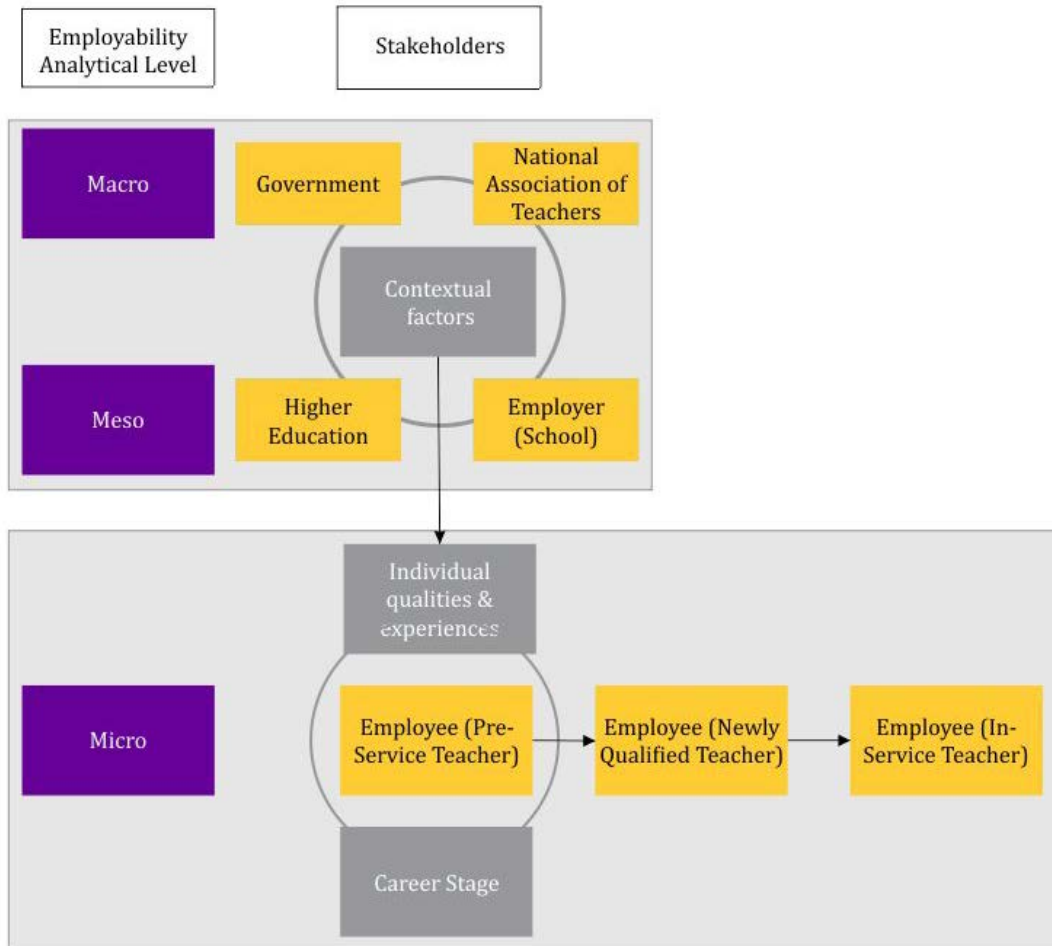 Employability
Analytical Level
Stakeholders
Macro
Government
National
Association of
Teachers
Contextual
factors
Meso
Higher
Education
Employer
(School)
Individual
qualities &
experiences
Micro
Employee (Pre-
Service Teacher)
Employee (Newly
Qualified Teacher)
Employee (In-
Service Teacher)
Career Stage